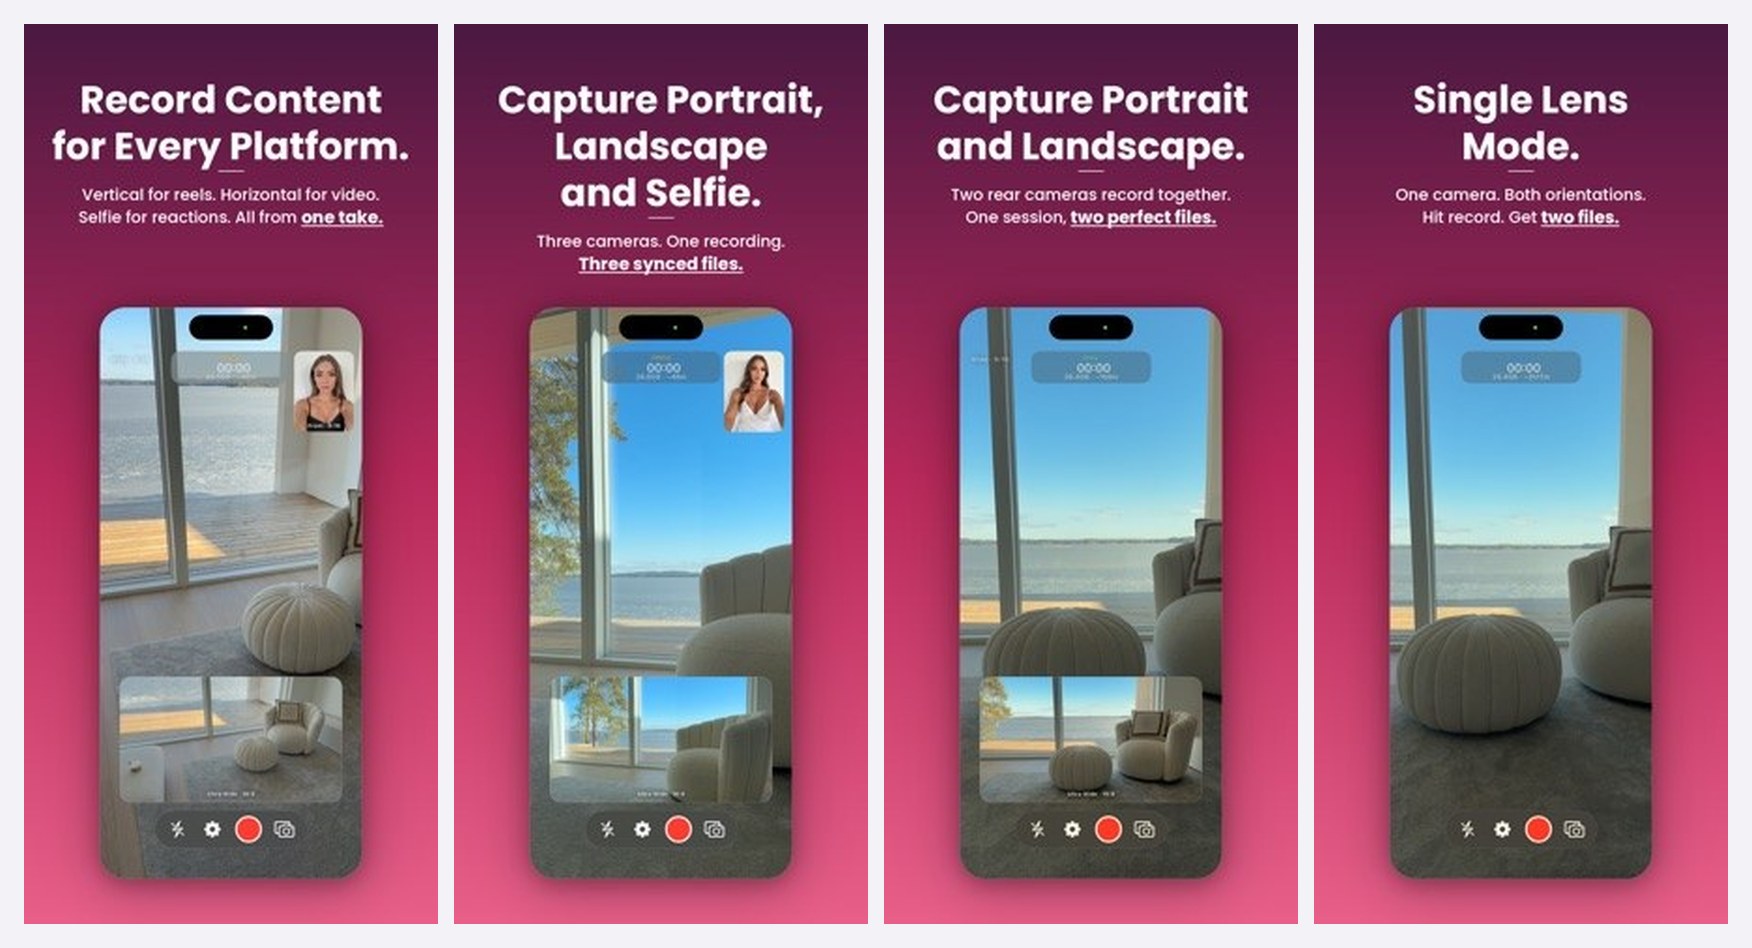 Record Content
for Every Platform.
Vertical for reels. Horizontal for video.
Selfie for reactions. All from one take.
00:00
Capture Portrait,
Landscape
and Selfie.
Three cameras. One recording.
Three synced files.
00:00
Capture Portrait
and Landscape.
Two rear cameras record together.
One session, two perfect files.
00:00
Single Lens
Mode.
One camera. Both orientations.
Hit record. Get two files.
00:00